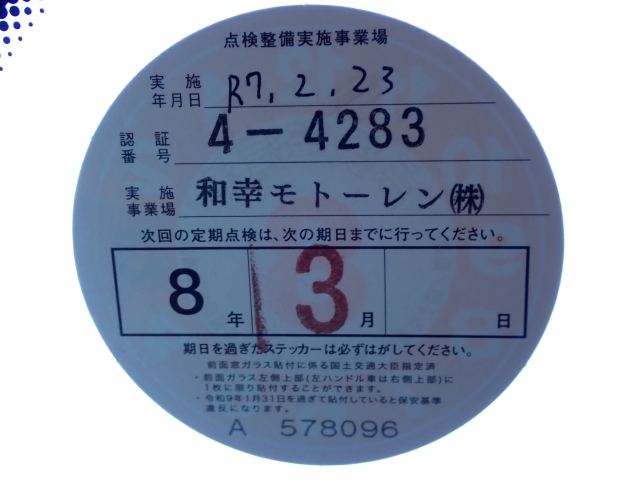 点検整備実施事業場
実施
年月日 R7.2.23
認証
番号 4-4283
実施
事業場 和幸モトーレン㈱
次回の定期点検は、次の期日までに行ってください。
8年 3月 日
期日を過ぎたステッカーは必ずはがしてください。
前面窓ガラス貼付に係る国土交通大臣指定済
・前面ガラス左側上部(左ハンドル車は右側上部)に
1枚に限り貼付することができます。
・令和9年1月31日を過ぎて貼付していると保安基準
違反になります。
A 578096